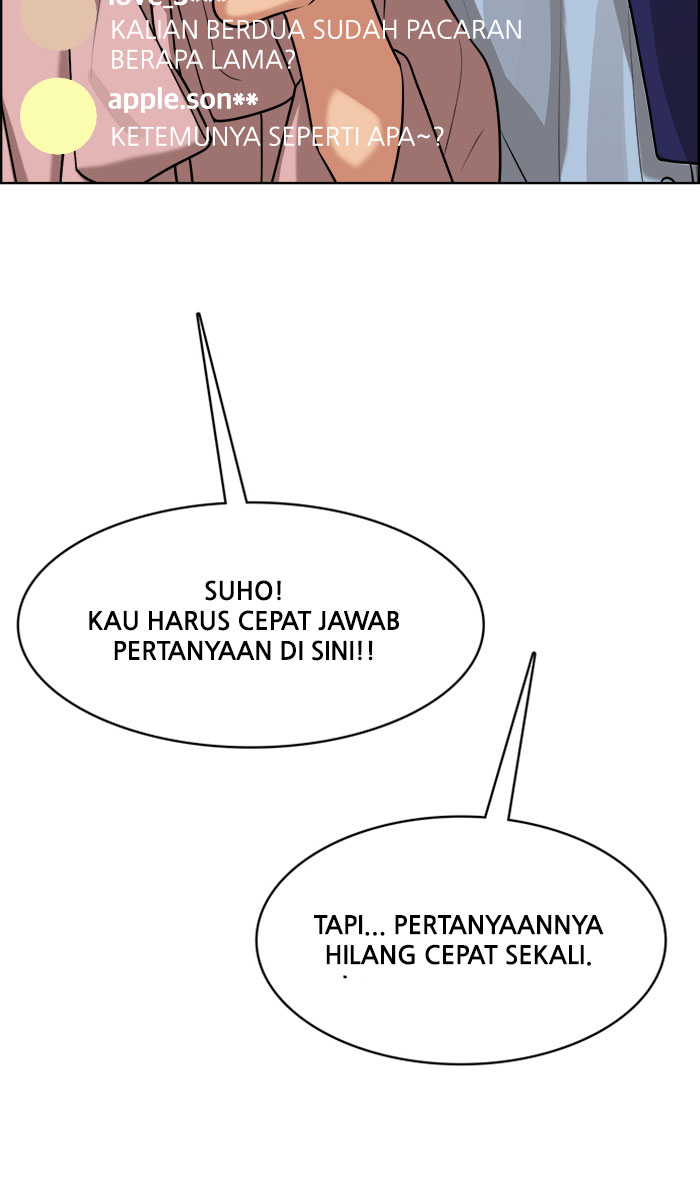 KALIAN BERDUA SUDAH PACARAN
BERAPA LAMA?
apple.son**
KETEMUNYA SEPERTI APA~?
SUHO!
KAU HARUS CEPAT JAWAB
PERTANYAAN DI SINI!!
TAPI... PERTANYAANNYA
HILANG CEPAT SEKALI.